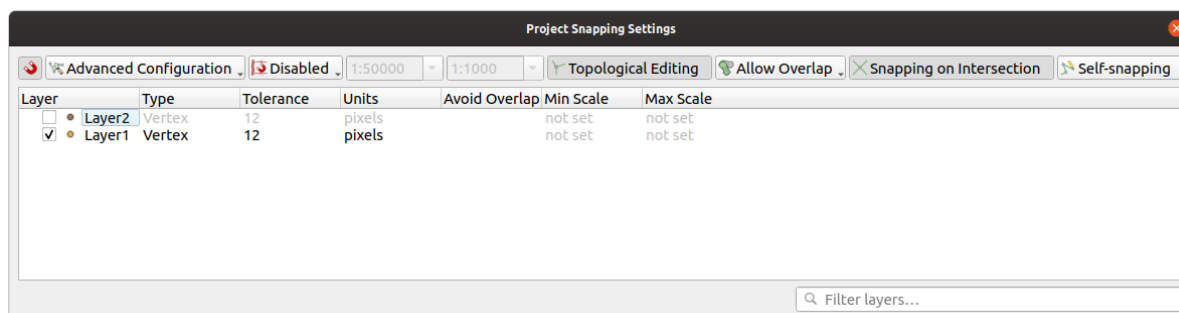 Project Snapping Settings
Advanced Configuration Disabled 1:50000 1:1000 Topological Editing Allow Overlap Snapping on Intersection Self-snapping
Layer Type Tolerance Units Avoid Overlap Min Scale Max Scale
Layer2 Vertex 12 pixels not set not set
Layer1 Vertex 12 pixels not set not set
Filter layers...